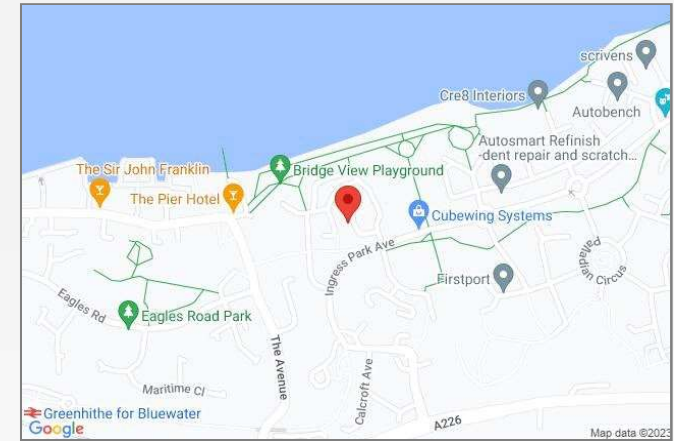 scrivens
Cre8 Interiors
Autobench
Autosmart Refinish
-dent repair and scratch...
The Sir John Franklin
Bridge View Playground
The Pier Hotel
Cubewing Systems
Ingress Park Ave
Palladian Circus
Firstport
Eagles Rd
Eagles Road Park
The Avenue
Maritime Cl
Calcroft Ave
Greenhithe for Bluewater
A226
Google
Map data ©2023